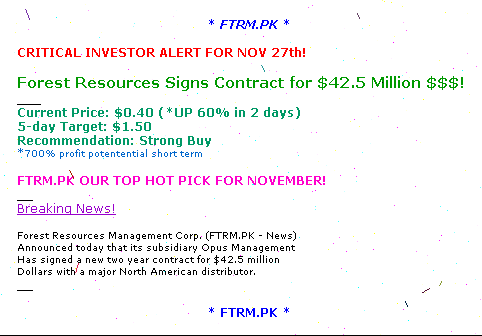 * FTRM.PK *
CRITICAL INVESTOR ALERT FOR NOV 27th!
Forest Resources Signs Contract for $42.5 Million $$$!
Current Price: $0.40 (*UP 60% in 2 days)
5-day Target: $1.50
Recommendation: Strong Buy
*700% profit potentential short term
FTRM.PK OUR TOP HOT PICK FOR NOVEMBER!
Breaking News!
Forest Resources Management Corp. (FTRM.PK - News)
Announced today that its subsidiary Opus Management
Has signed a new two year contract for $42.5 million
Dollars with a major North American distributor.
* FTRM.PK *